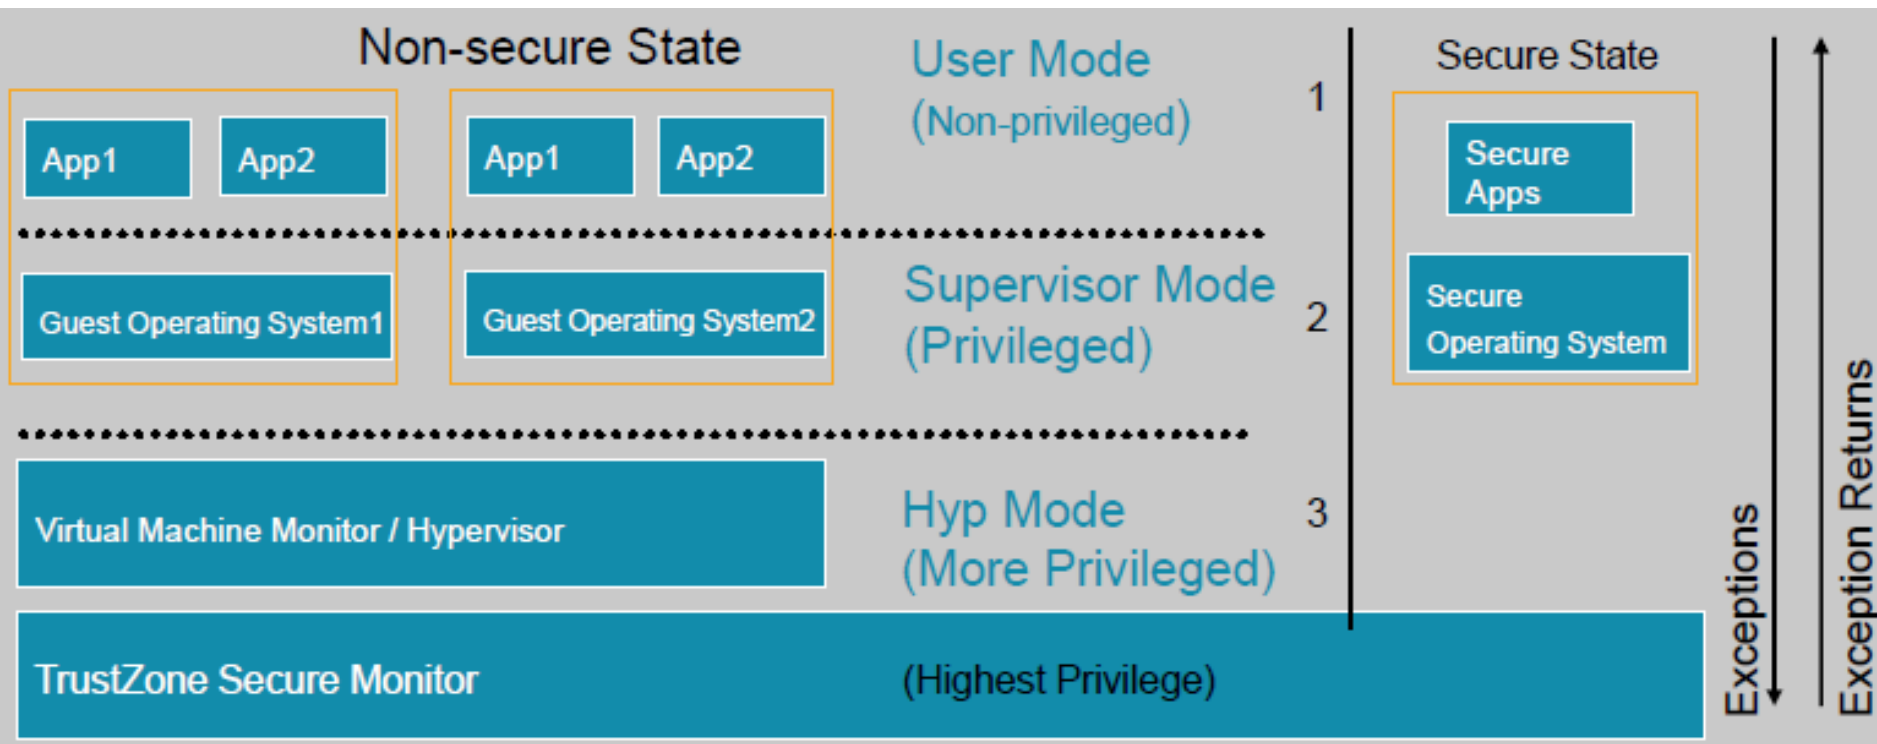 Non-secure State
User Mode
(Non-privileged)
1
Secure State
App1
App2
App1
App2
Secure
Apps
Guest Operating System1
Guest Operating System2
Supervisor Mode
(Privileged)
2
Secure
Operating System
Virtual Machine Monitor / Hypervisor
Hyp Mode
(More Privileged)
3
TrustZone Secure Monitor
(Highest Privilege)
Exceptions
Exception Returns